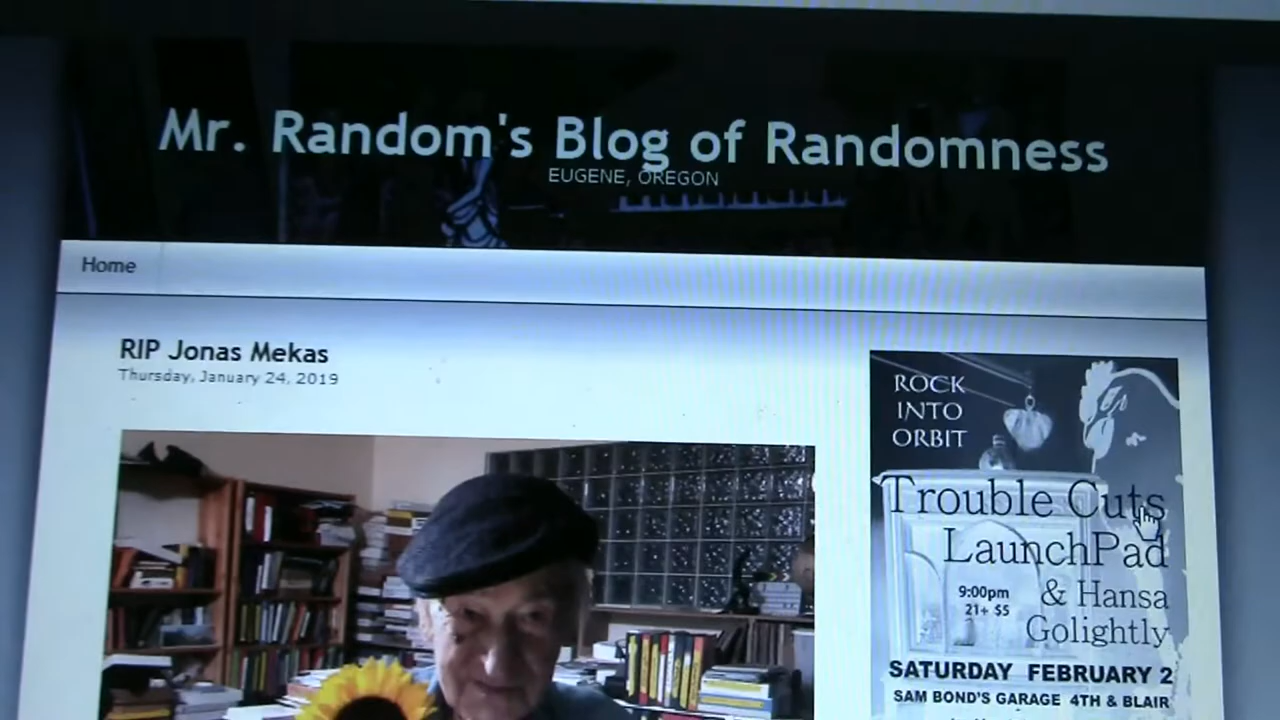 Mr. Random's Blog of Randomness
EUGENE, OREGON
Home
RIP Jonas Mekas
Thursday, January 24, 2019
ROCK
INTO
ORBIT
Trouble Cuts
LaunchPad
9:00pm
21+ $5
& Hansa
Golightly
SATURDAY FEBRUARY 2
SAM BOND'S GARAGE 4TH & BLAIR